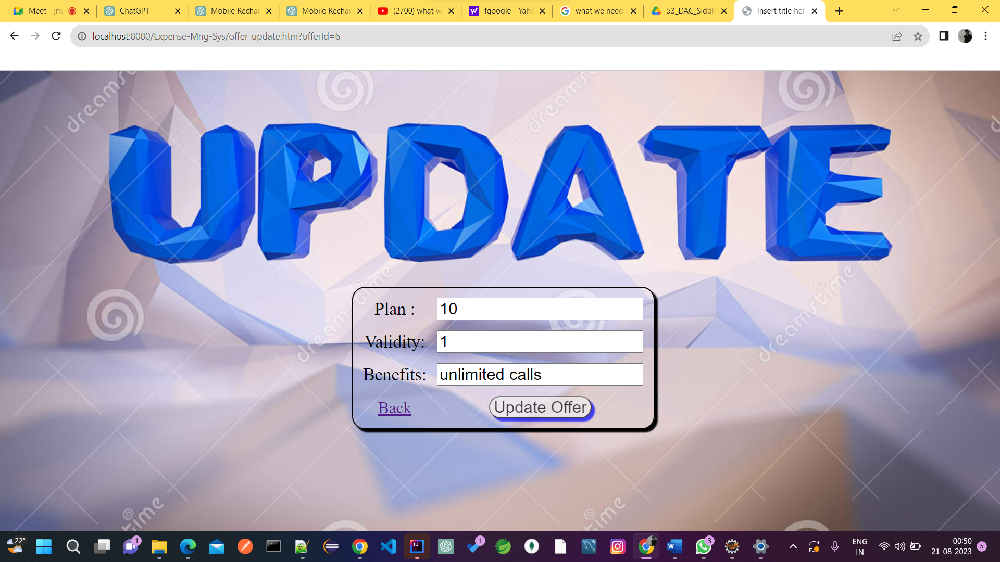 Meet - jnv
ChatGPT
Mobile Rechar
Mobile Rechar
(2700) what w
fgoogle - Yaho
what we need
53_DAC_Siddh
Insert title her
localhost:8080/Expense-Mng-Sys/offer_update.htm?offerId=6
UPDATE
Plan : 10
Validity: 1
Benefits: unlimited calls
Back Update Offer
dreamstime
dreamstime
22°
1
1
3
ENG
IN
00:50
21-08-2023
5